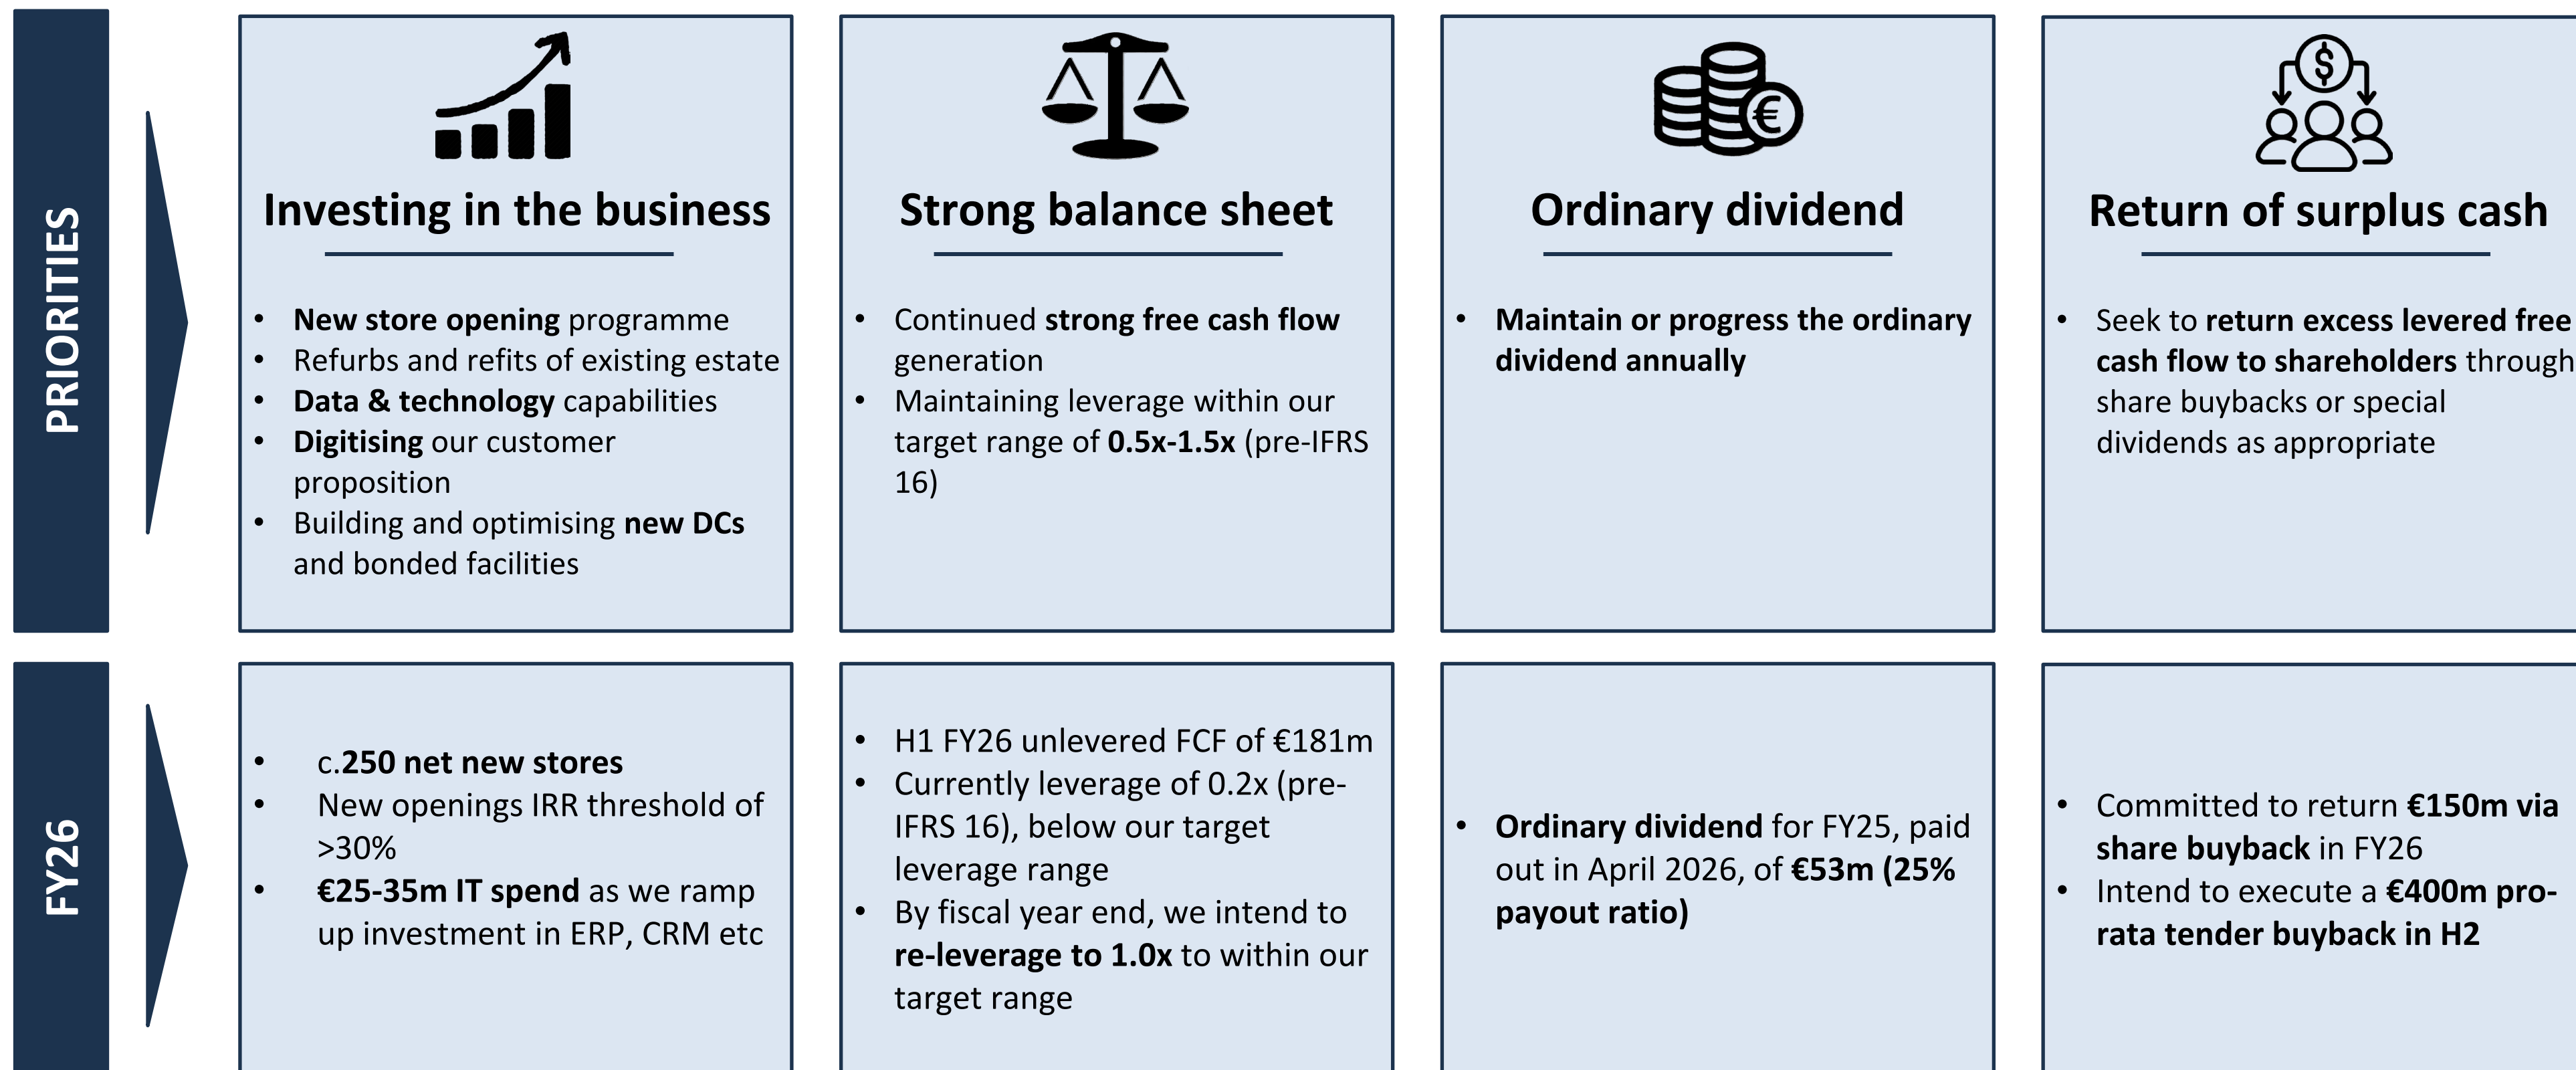 PRIORITIES
Investing in the business
• New store opening programme
• Refurbs and refits of existing estate
• Data & technology capabilities
• Digitising our customer
proposition
• Building and optimising new DCs
and bonded facilities
Strong balance sheet
• Continued strong free cash flow
generation
• Maintaining leverage within our
target range of 0.5x-1.5x (pre-IFRS
16)
Ordinary dividend
€
• Maintain or progress the ordinary
dividend annually
$
Return of surplus cash
• Seek to return excess levered free
cash flow to shareholders through
share buybacks or special
dividends as appropriate
FY26
• c.250 net new stores
• New openings IRR threshold of
>30%
• €25-35m IT spend as we ramp
up investment in ERP, CRM etc
• H1 FY26 unlevered FCF of €181m
• Currently leverage of 0.2x (pre-
IFRS 16), below our target
leverage range
• By fiscal year end, we intend to
re-leverage to 1.0x to within our
target range
• Ordinary dividend for FY25, paid
out in April 2026, of €53m (25%
payout ratio)
• Committed to return €150m via
share buyback in FY26
• Intend to execute a €400m pro-
rata tender buyback in H2